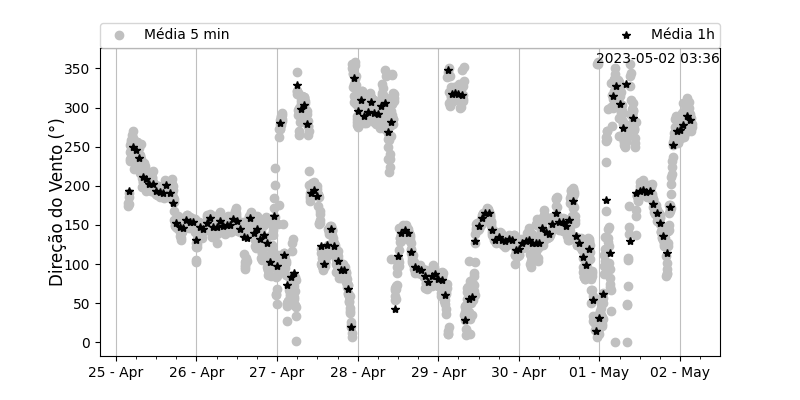 Média 5 min
Média 1h
2023-05-02 03:36
Direção do Vento (°)
350
300
250
200
150
100
50
0
25 - Apr
26 - Apr
27 - Apr
28 - Apr
29 - Apr
30 - Apr
01 - May
02 - May